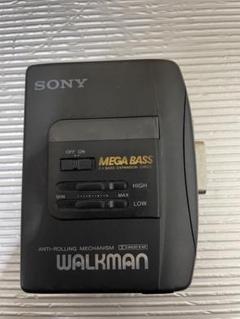 SONY
OFF ON
MEGA BASS
HIGH
MIN MAX
LOW
ANTI-ROLLING MECHANISM
WALKMAN